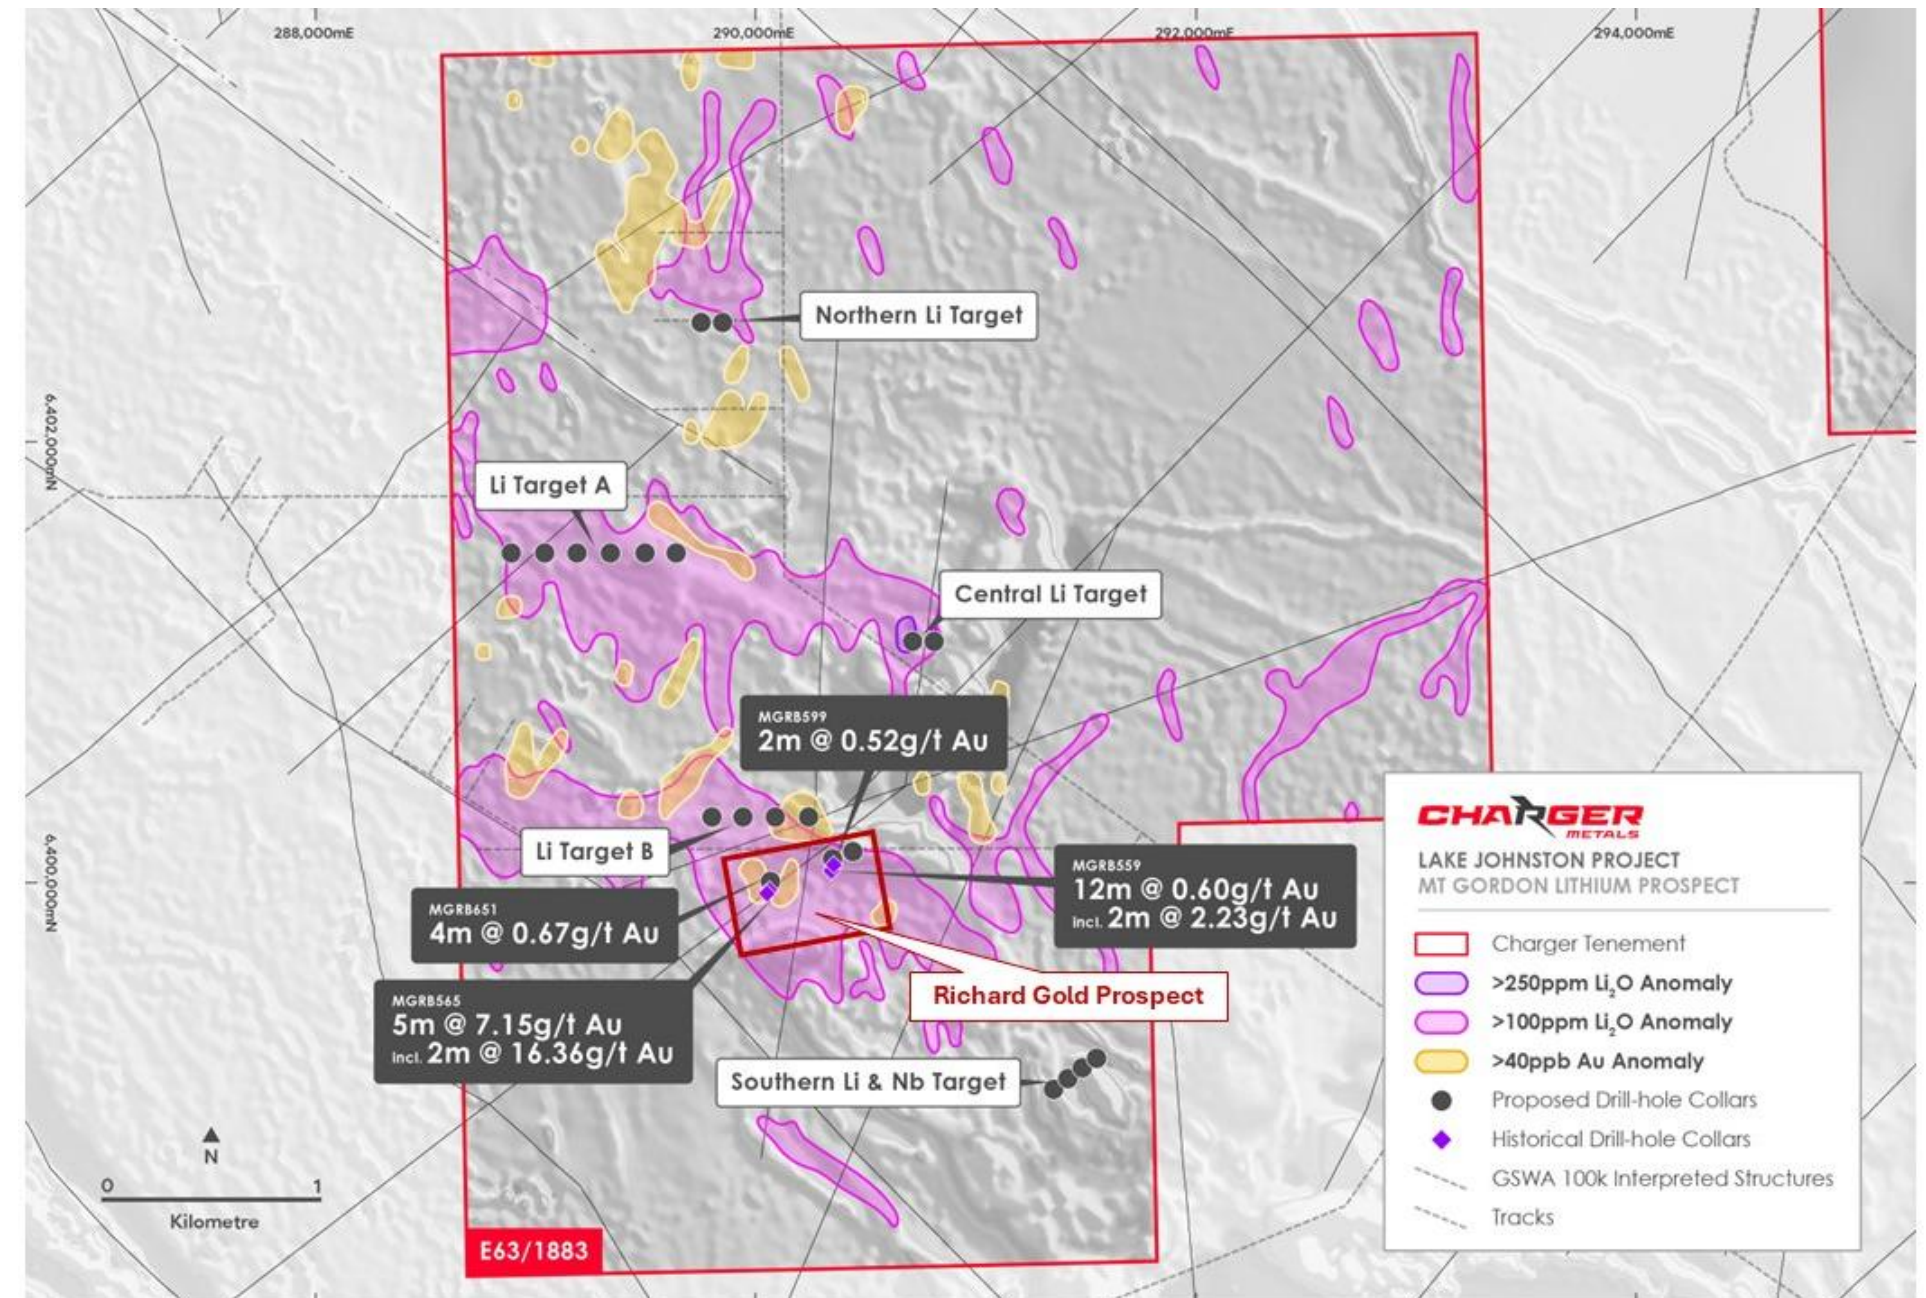 288,000mE
290,000mE
292,000mE
294,000mE
6,402,000mN
6,400,000mN
Northern Li Target
Li Target A
Central Li Target
MGRB599
2m @ 0.52g/t Au
Li Target B
MGRB559
12m @ 0.60g/t Au
incl. 2m @ 2.23g/t Au
MGRB651
4m @ 0.67g/t Au
Richard Gold Prospect
MGRB565
5m @ 7.15g/t Au
incl. 2m @ 16.36g/t Au
Southern Li & Nb Target
N
0 1
Kilometre
E63/1883
CHARGER
METALS
LAKE JOHNSTON PROJECT
MT GORDON LITHIUM PROSPECT
Charger Tenement
>250ppm Li₂O Anomaly
>100ppm Li₂O Anomaly
>40ppb Au Anomaly
Proposed Drill-hole Collars
Historical Drill-hole Collars
GSWA 100k Interpreted Structures
Tracks